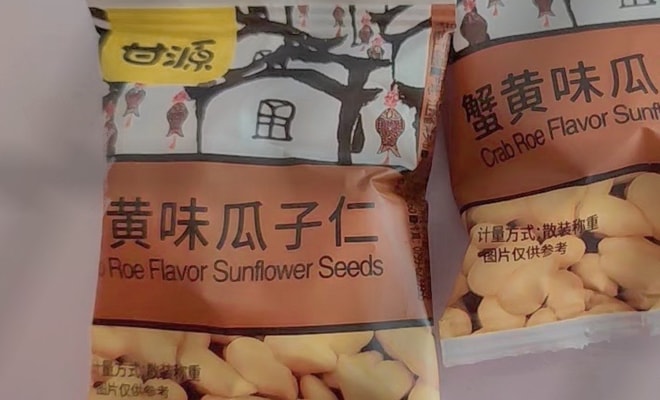 甘源
黄味瓜子仁
Roe Flavor Sunflower Seeds
计量方式:散装称重
图片仅供参考
蟹黄味瓜
Crab Roe Flavor Sunf
计量方式:散装称重
图片仅供参考